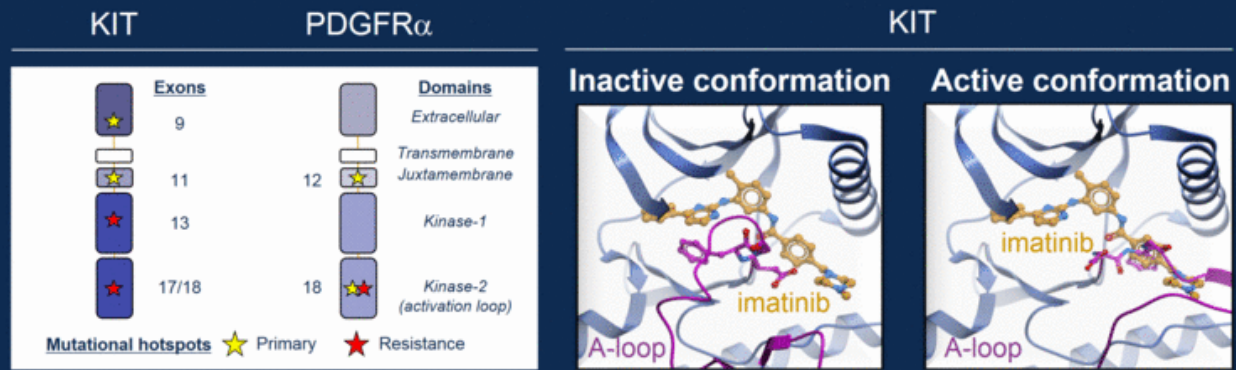 KIT
PDGFRα
KIT
Exons
Domains
9
Extracellular
Transmembrane
11
12
Juxtamembrane
13
Kinase-1
17/18
18
Kinase-2
(activation loop)
Mutational hotspots
Primary
Resistance
Inactive conformation
Active conformation
imatinib
A-loop
imatinib
A-loop